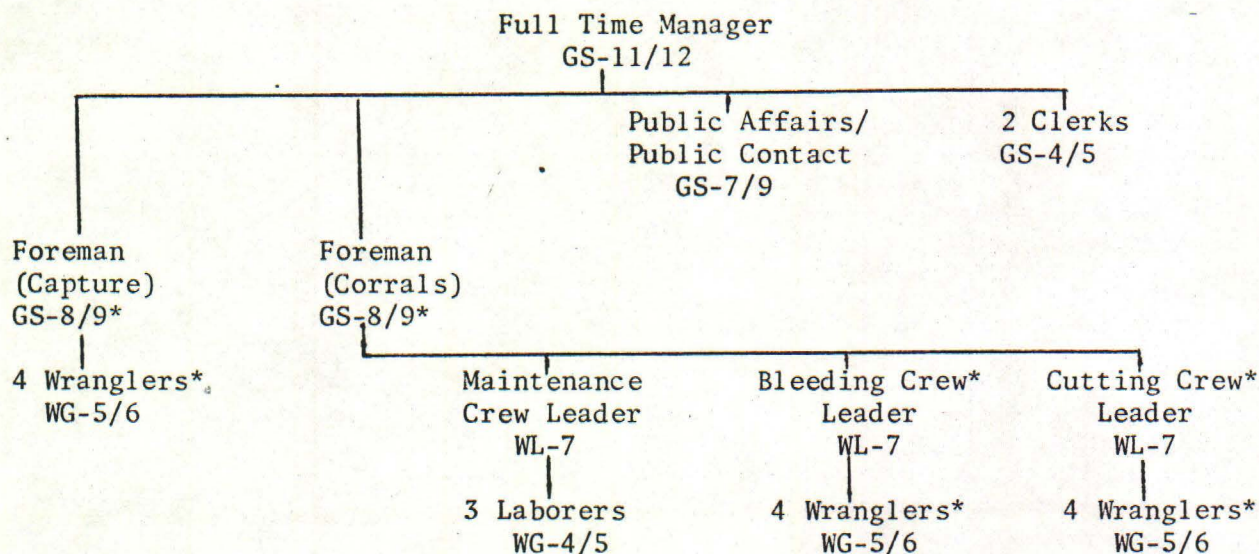 Full Time Manager
GS-11/12
Public Affairs/
Public Contact
GS-7/9
2 Clerks
GS-4/5
Foreman
(Capture)
GS-8/9*
Foreman
(Corrals)
GS-8/9*
4 Wranglers*
WG-5/6
Maintenance
Crew Leader
WL-7
Bleeding Crew*
Leader
WL-7
Cutting Crew*
Leader
WL-7
3 Laborers
WG-4/5
4 Wranglers*
WG-5/6
4 Wranglers*
WG-5/6